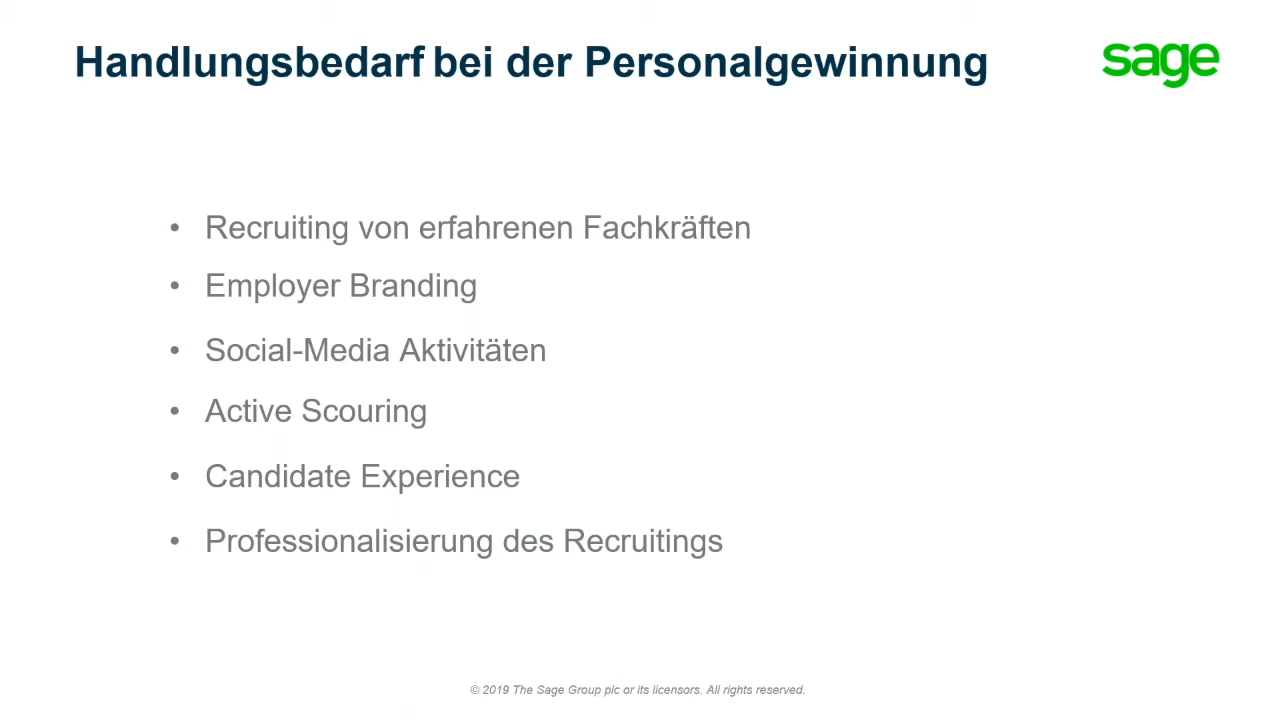 Handlungsbedarf bei der Personalgewinnung
sage
• Recruiting von erfahrenen Fachkräften
• Employer Branding
• Social-Media Aktivitäten
• Active Scouring
• Candidate Experience
• Professionalisierung des Recruitings
© 2019 The Sage Group plc or its licensors. All rights reserved.